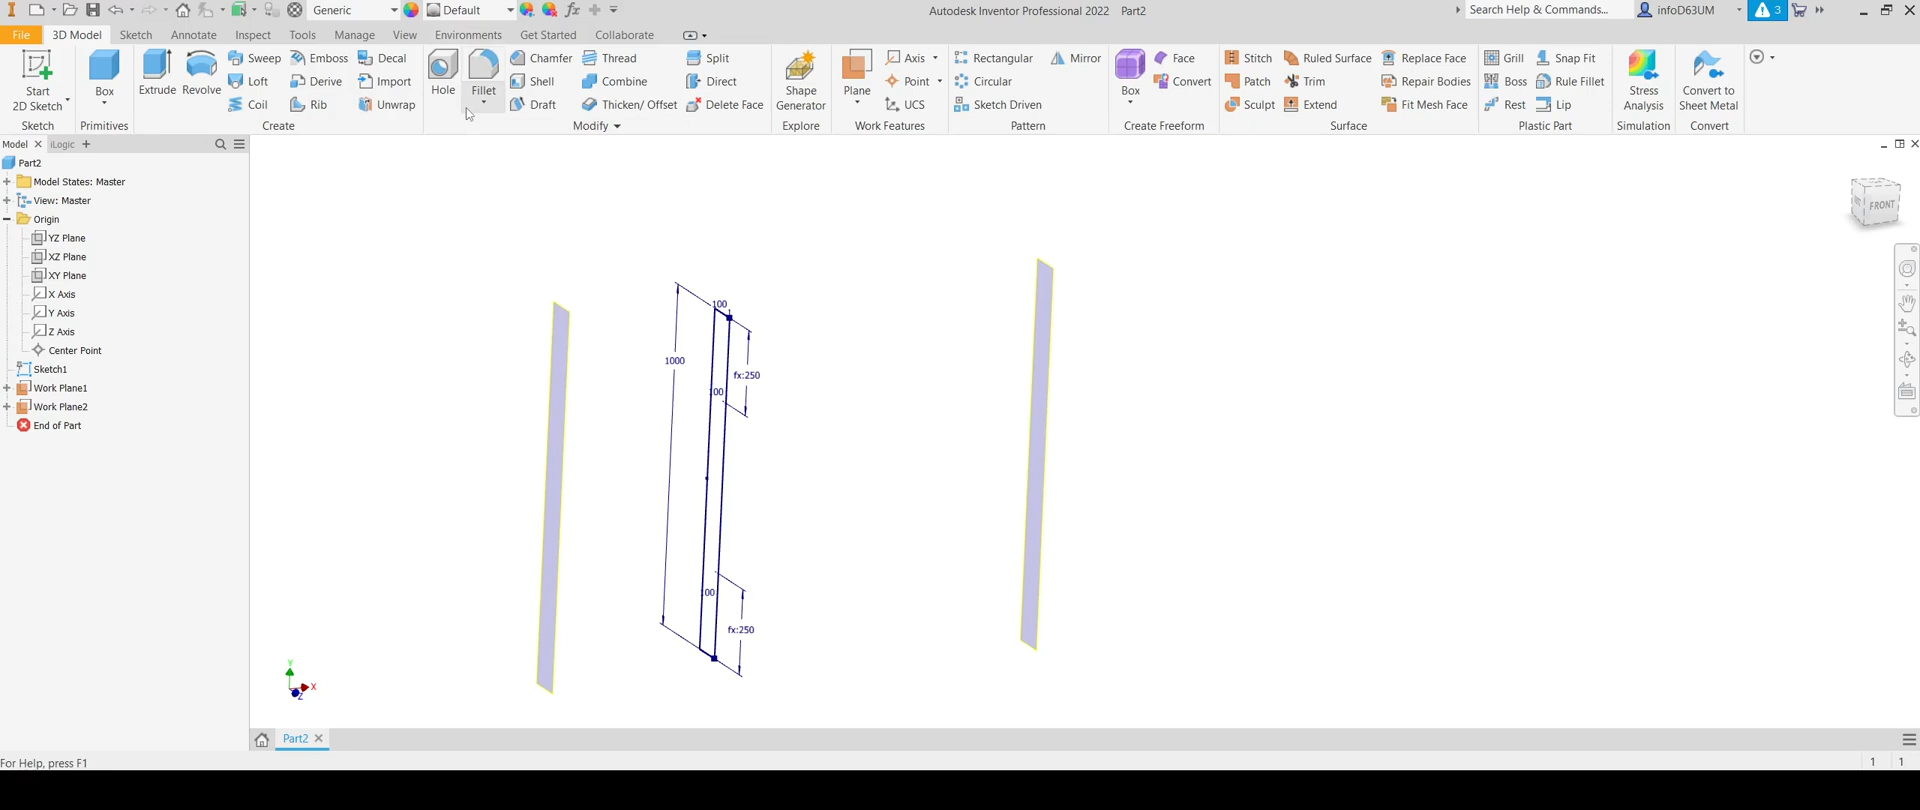 Generic Default fx Autodesk Inventor Professional 2022 Part2 Search Help & Commands... infoD63UM 3
File 3D Model Sketch Annotate Inspect Tools Manage View Environments Get Started Collaborate
Start 2D Sketch Box Extrude Revolve Sweep Emboss Decal Hole Fillet Chamfer Thread Split Shape Generator Plane Axis Rectangular Mirror Box Face Stitch Ruled Surface Replace Face Grill Snap Fit Stress Analysis Convert to Sheet Metal
Loft Derive Import Shell Combine Direct Point Circular Convert Patch Trim Repair Bodies Boss Rule Fillet
Coil Rib Unwrap Draft Thicken/ Offset Delete Face UCS Sketch Driven Sculpt Extend Fit Mesh Face Rest Lip
Sketch Primitives Create Modify Explore Work Features Pattern Create Freeform Surface Plastic Part Simulation Convert
Model iLogic
Part2
Model States: Master
View: Master
Origin
YZ Plane
XZ Plane
XY Plane
X Axis
Y Axis
Z Axis
Center Point
Sketch1
Work Plane1
Work Plane2
End of Part
FRONT
100
1000
fx:250
100
fx:250
Y
X
Z
Part2
For Help, press F1 1 1